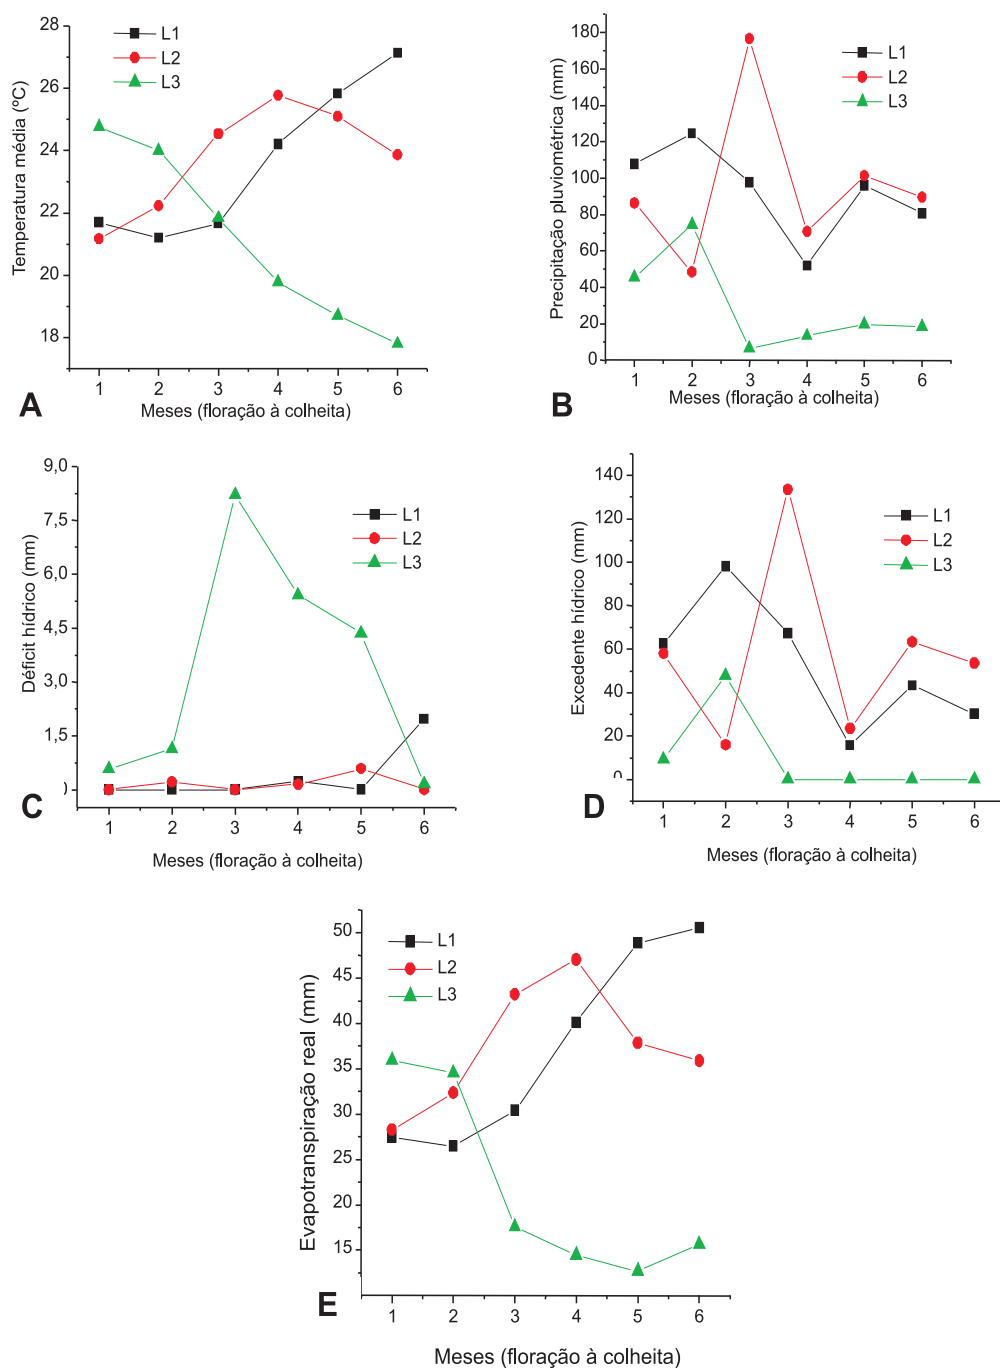 28
26
24
22
20
18
Temperatura média (ºC)
L1
L2
L3
1 2 3 4 5 6
Meses (floração à colheita)
A
180
160
140
120
100
80
60
40
20
0
Precipitação pluviométrica (mm)
L1
L2
L3
1 2 3 4 5 6
Meses (floração à colheita)
B
9,0
7,5
6,0
4,5
3,0
1,5
0
Déficit hídrico (mm)
L1
L2
L3
1 2 3 4 5 6
Meses (floração à colheita)
C
140
120
100
80
60
40
20
0
Excedente hídrico (mm)
L1
L2
L3
1 2 3 4 5 6
Meses (floração à colheita)
D
50
45
40
35
30
25
20
15
Evapotranspiração real (mm)
L1
L2
L3
1 2 3 4 5 6
Meses (floração à colheita)
E